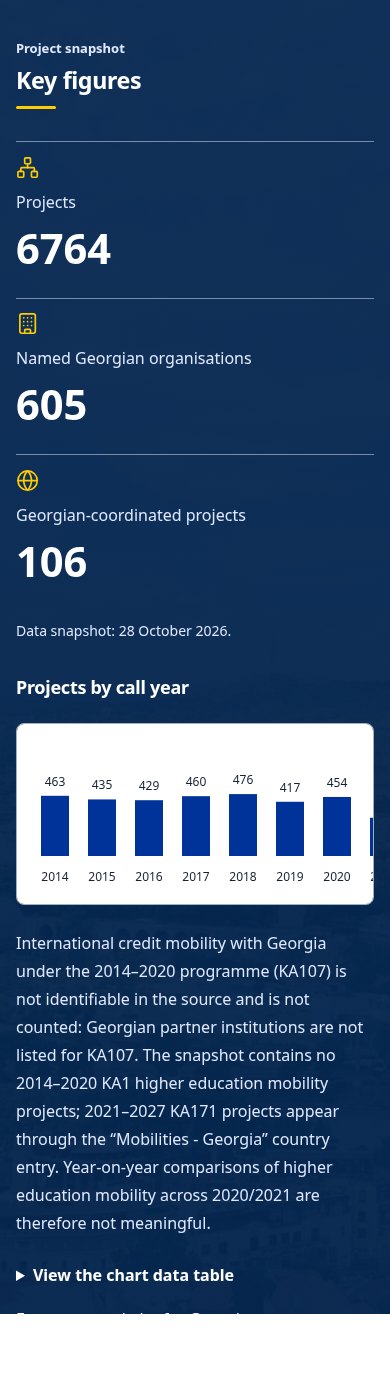 Project snapshot
Key figures
Projects
6764
Named Georgian organisations
605
Georgian-coordinated projects
106
Data snapshot: 28 October 2026.
Projects by call year
463 435 429 460 476 417 454
2014 2015 2016 2017 2018 2019 2020
International credit mobility with Georgia
under the 2014–2020 programme (KA107) is
not identifiable in the source and is not
counted: Georgian partner institutions are not
listed for KA107. The snapshot contains no
2014–2020 KA1 higher education mobility
projects; 2021–2027 KA171 projects appear
through the “Mobilities - Georgia” country
entry. Year-on-year comparisons of higher
education mobility across 2020/2021 are
therefore not meaningful.
View the chart data table